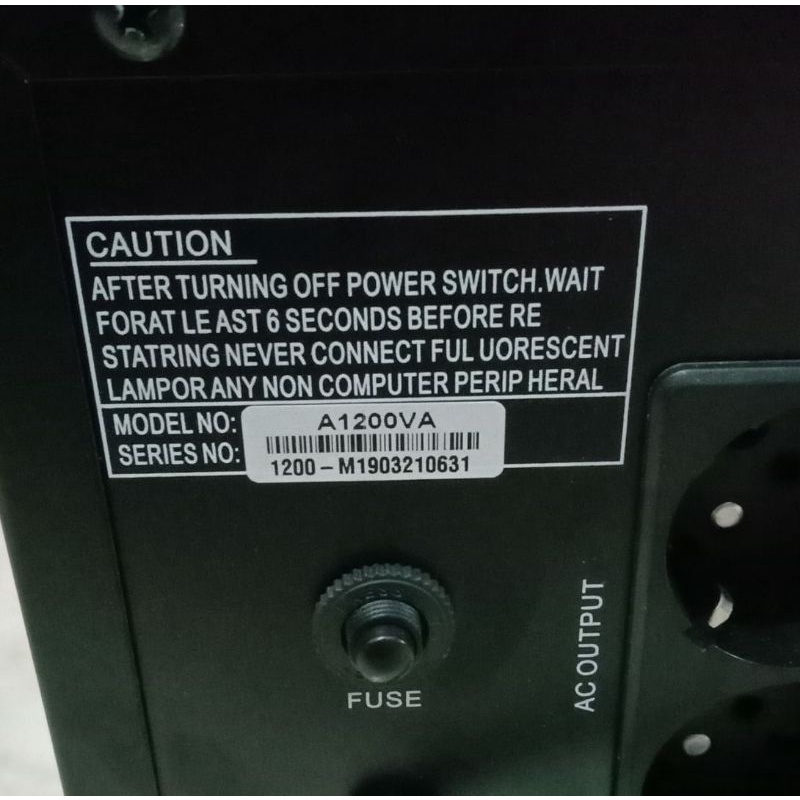 CAUTION
AFTER TURNING OFF POWER SWITCH.WAIT
FORAT LE AST 6 SECONDS BEFORE RE
STATRING NEVER CONNECT FUL UORESCENT
LAMPOR ANY NON COMPUTER PERIP HERAL
MODEL NO: A1200VA
SERIES NO: 1200-M1903210631
FUSE
AC OUTPUT